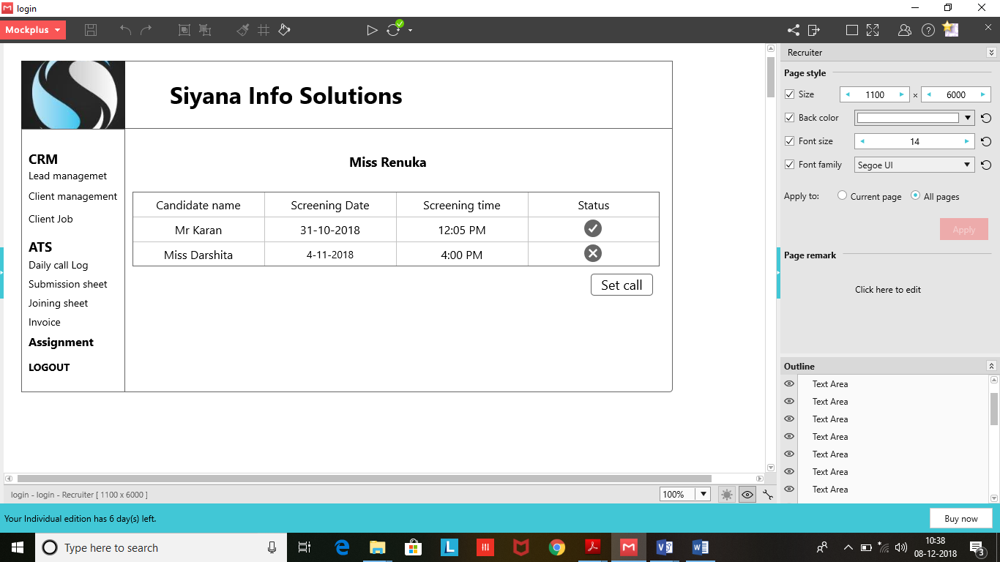 login
Mockplus
Siyana Info Solutions
CRM
Lead managemet
Client management
Client Job
ATS
Daily call Log
Submission sheet
Joining sheet
Invoice
Assignment
LOGOUT
Miss Renuka
Candidate name Screening Date Screening time Status
Mr Karan 31-10-2018 12:05 PM
Miss Darshita 4-11-2018 4:00 PM
Set call
Recruiter
Page style
Size 1100 x 6000
Back color
Font size 14
Font family Segoe UI
Apply to: Current page All pages
Apply
Page remark
Click here to edit
Outline
Text Area
Text Area
Text Area
Text Area
Text Area
Text Area
Text Area
login - login - Recruiter [ 1100 x 6000 ]
100%
Your Individual edition has 6 day(s) left.
Buy now
Type here to search
10:38
08-12-2018
3